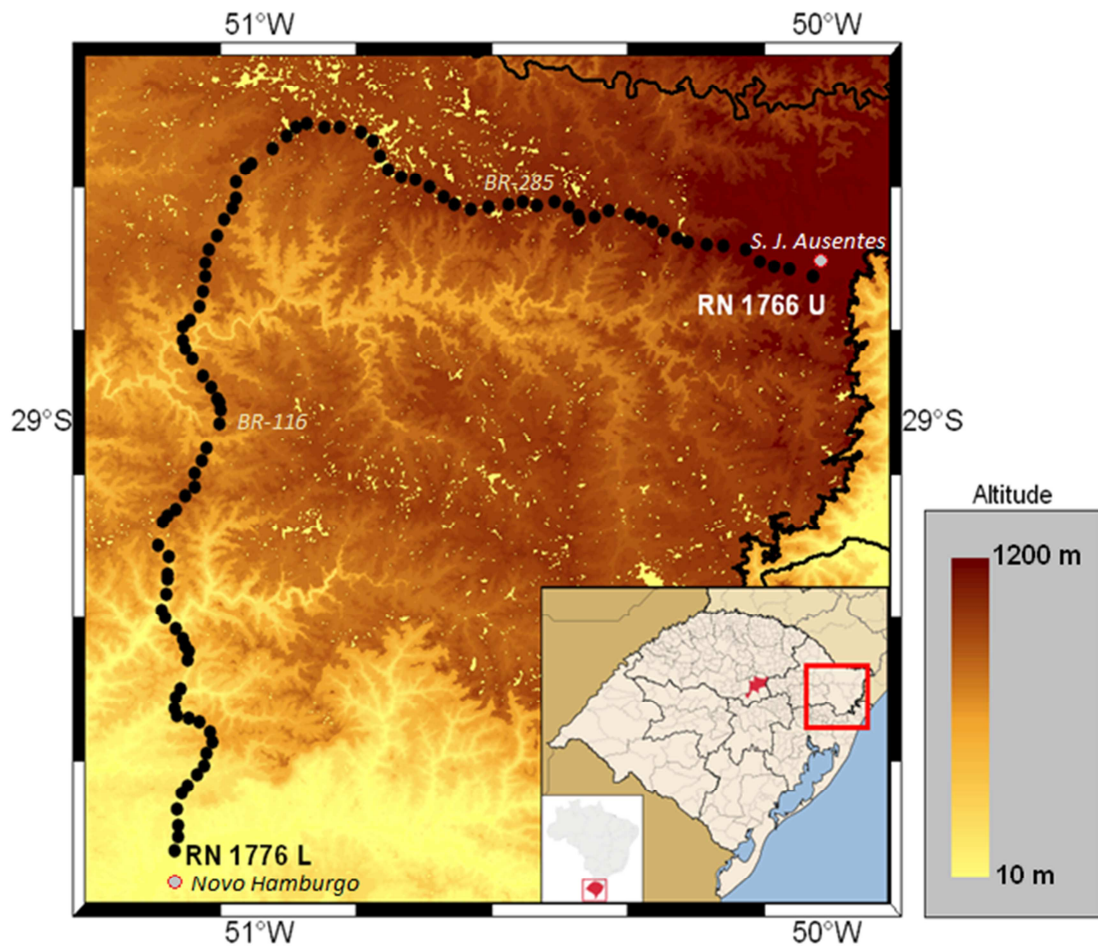 51°W 50°W
BR-285
S. J. Ausentes
RN 1766 U
29°S BR-116 29°S
Altitude
1200 m
10 m
RN 1776 L
Novo Hamburgo
51°W 50°W